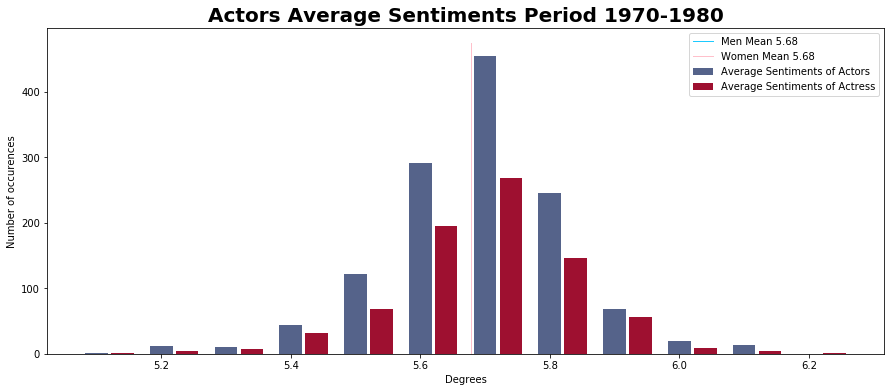 Actors Average Sentiments Period 1970-1980
Men Mean 5.68
Women Mean 5.68
Average Sentiments of Actors
Average Sentiments of Actress
Number of occurences
400
300
200
100
0
5.2
5.4
5.6
5.8
6.0
6.2
Degrees